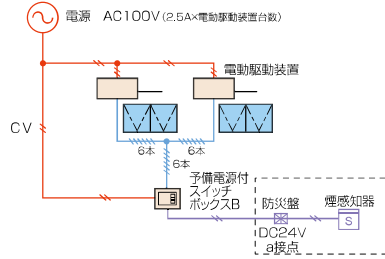 電源 AC100V(2.5A×電動駆動装置台数)
電動駆動装置
CV
6本
6本
6本
予備電源付
スイッチ
ボックスB
防災盤
煙感知器
S
DC24V
a接点